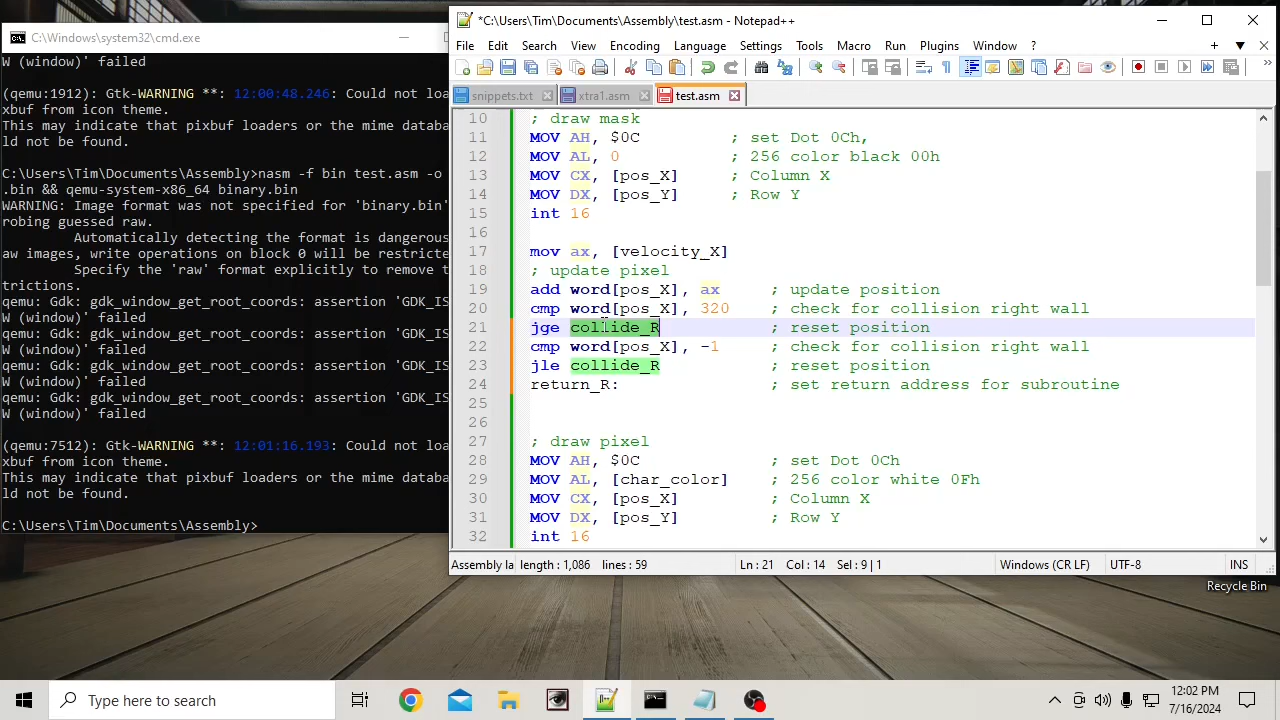 C:\Windows\system32\cmd.exe
W (window)' failed
(qemu:1912): Gtk-WARNING **: 12:00:48.246: Could not loa
xbuf from icon theme.
This may indicate that pixbuf loaders or the mime databa
ld not be found.
C:\Users\Tim\Documents\Assembly>nasm -f bin test.asm -o
.bin && qemu-system-x86_64 binary.bin
WARNING: Image format was not specified for 'binary.bin'
robing guessed raw.
Automatically detecting the format is dangerous
aw images, write operations on block 0 will be restricte
Specify the 'raw' format explicitly to remove t
trictions.
qemu: Gdk: gdk_window_get_root_coords: assertion 'GDK_IS
W (window)' failed
qemu: Gdk: gdk_window_get_root_coords: assertion 'GDK_IS
W (window)' failed
qemu: Gdk: gdk_window_get_root_coords: assertion 'GDK_IS
W (window)' failed
qemu: Gdk: gdk_window_get_root_coords: assertion 'GDK_IS
W (window)' failed
(qemu:7512): Gtk-WARNING **: 12:01:16.193: Could not loa
xbuf from icon theme.
This may indicate that pixbuf loaders or the mime databa
ld not be found.
C:\Users\Tim\Documents\Assembly>
*C:\Users\Tim\Documents\Assembly\test.asm - Notepad++
File Edit Search View Encoding Language Settings Tools Macro Run Plugins Window ?
snippets.txt xtra1.asm test.asm
10 ; draw mask
11 MOV AH, $0C ; set Dot 0Ch,
12 MOV AL, 0 ; 256 color black 00h
13 MOV CX, [pos_X] ; Column X
14 MOV DX, [pos_Y] ; Row Y
15 int 16
16
17 mov ax, [velocity_X]
18 ; update pixel
19 add word[pos_X], ax ; update position
20 cmp word[pos_X], 320 ; check for collision right wall
21 jge collide_R ; reset position
22 cmp word[pos_X], -1 ; check for collision right wall
23 jle collide_R ; reset position
24 return_R: ; set return address for subroutine
25
26
27 ; draw pixel
28 MOV AH, $0C ; set Dot 0Ch
29 MOV AL, [char_color] ; 256 color white 0Fh
30 MOV CX, [pos_X] ; Column X
31 MOV DX, [pos_Y] ; Row Y
32 int 16
Assembly la length : 1,086 lines : 59 Ln : 21 Col : 14 Sel : 9 | 1 Windows (CR LF) UTF-8 INS
Recycle Bin
Type here to search
12:02 PM
7/16/2024